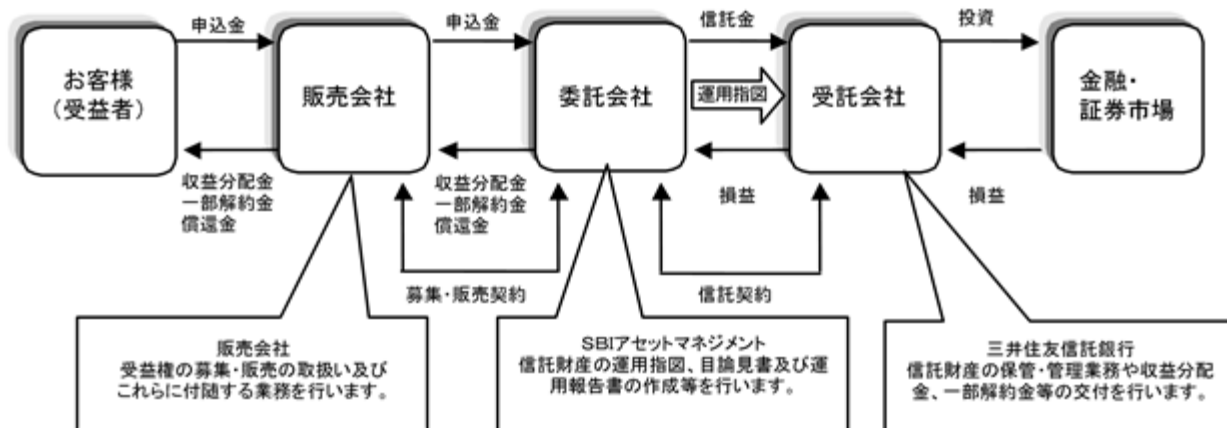 申込金
申込金
信託金
投資
お客様
（受益者）
販売会社
委託会社
運用指図
受託会社
金融・
証券市場
収益分配金
一部解約金
償還金
収益分配金
一部解約金
償還金
損益
損益
募集・販売契約
信託契約
販売会社
受益権の募集・販売の取扱い及び
これらに付随する業務を行います。
SBIアセットマネジメント
信託財産の運用指図、目論見書及び運
用報告書の作成等を行います。
三井住友信託銀行
信託財産の保管・管理業務や収益分配
金、一部解約金等の交付を行います。